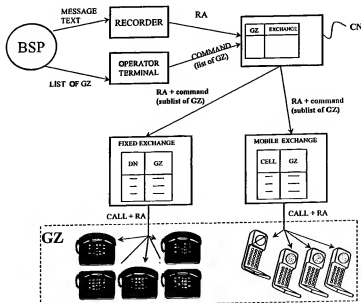 MESSAGE TEXT
RECORDER
RA
CN
GZ EXCHANGE
BSP
COMMAND
(list of GZ)
OPERATOR
TERMINAL
LIST OF GZ
RA + command
(sublist of GZ)
RA + command
(sublist of GZ)
FIXED EXCHANGE
DN GZ
MOBILE EXCHANGE
CELL GZ
CALL + RA
CALL + RA
GZ